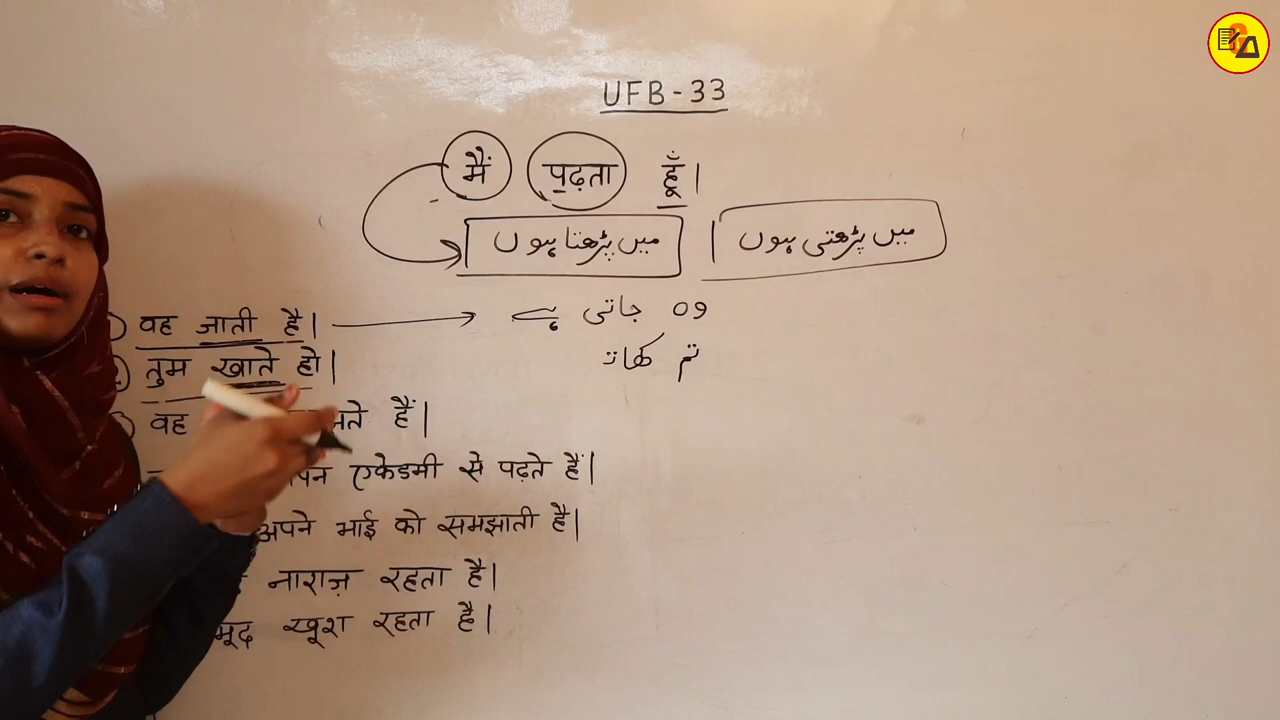 UFB-33
मैं पढ़ता हूँ।
میں پڑھتا ہوں | میں پڑھتی ہوں
वह जाती है।
وہ جاتی ہے
तुम खाते हो।
تم کھات
वह हैं।
एकेडमी से पढ़ते हैं।
अपने भाई को समझाती है।
नाराज़ रहता है।
खूश रहता है।